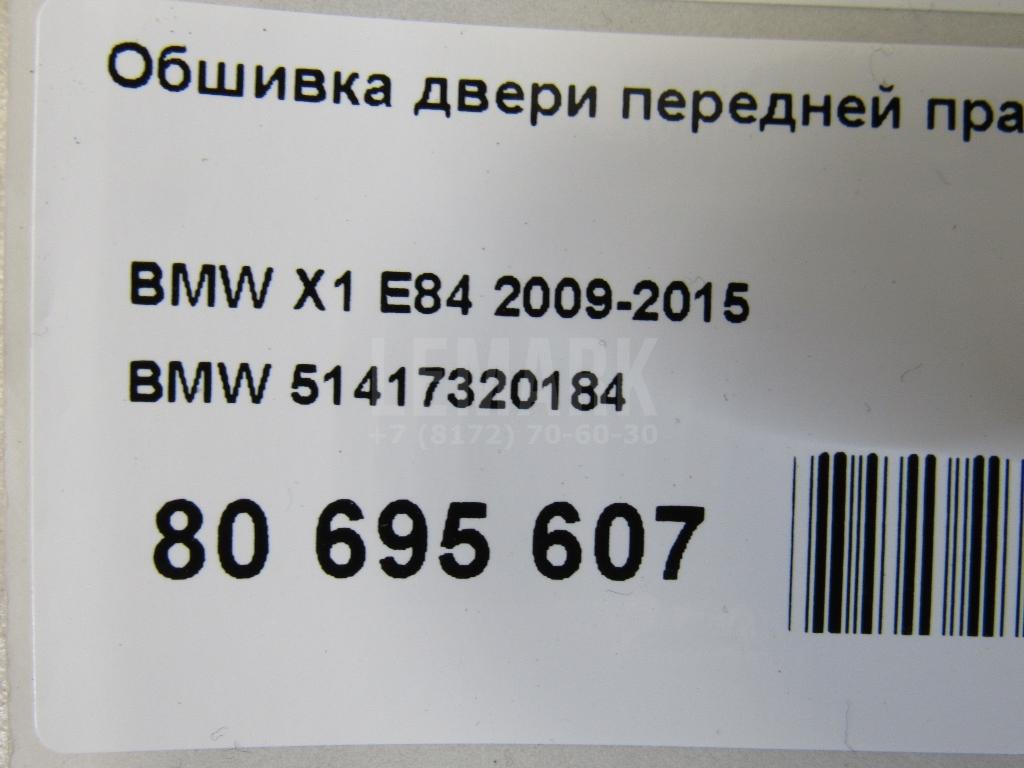 Обшивка двери передней пра
BMW X1 E84 2009-2015
BMW 51417320184
LEMARK
+7 (8172) 70-60-30
80 695 607